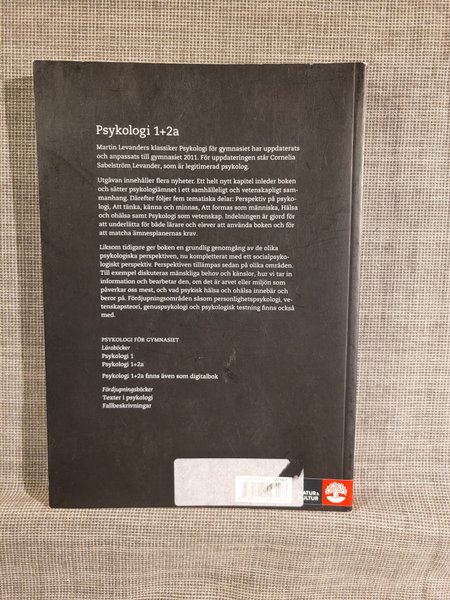 Psykologi 1+2a
Martin Levanders klassiker Psykologi för gymnasiet har uppdaterats
och anpassats till gymnasiet 2011. För uppdateringen står Cornelia
Sabelström Levander, som är legitimerad psykolog.
Utgåvan innehåller flera nyheter. Ett helt nytt kapitel inleder boken
och sätter psykologiämnet i ett samhälleligt och vetenskapligt sam-
manhang. Därefter följer fem tematiska delar: Perspektiv på psyko-
logi, Att tänka, känna och minnas, Att formas som människa, Hälsa
och ohälsa samt Psykologi som vetenskap. Indelningen är gjord för
att underlätta för både lärare och elever att använda boken och för
att matcha ämnesplanernas krav.
Liksom tidigare ger boken en grundlig genomgång av de olika
psykologiska perspektiven, nu kompletterat med ett socialpsyko-
logiskt perspektiv. Perspektiven tillämpas sedan på olika områden.
Till exempel diskuteras mänskliga behov och känslor, hur vi tar in
information och bearbetar den, om det är arvet eller miljön som
påverkar oss mest, och vad psykisk hälsa och ohälsa innebär och
beror på. Fördjupningsområden såsom personlighetspsykologi, ve-
tenskapsteori, genuspsykologi och psykologisk testning finns också
med.
PSYKOLOGI FÖR GYMNASIET
Läroböcker
Psykologi 1
Psykologi 1+2a
Psykologi 1+2a finns även som digitalbok
Fördjupningsböcker
Texter i psykologi
Fallbeskrivningar
NATUR&
KULTUR